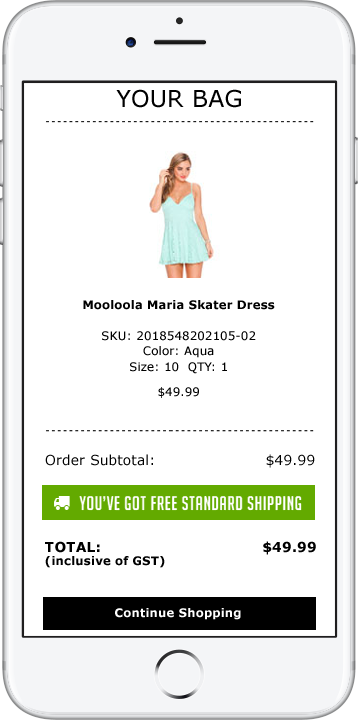 YOUR BAG
Mooloola Maria Skater Dress
SKU: 2018548202105-02
Color: Aqua
Size: 10 QTY: 1
$49.99
Order Subtotal: $49.99
YOU'VE GOT FREE STANDARD SHIPPING
TOTAL: $49.99
(inclusive of GST)
Continue Shopping